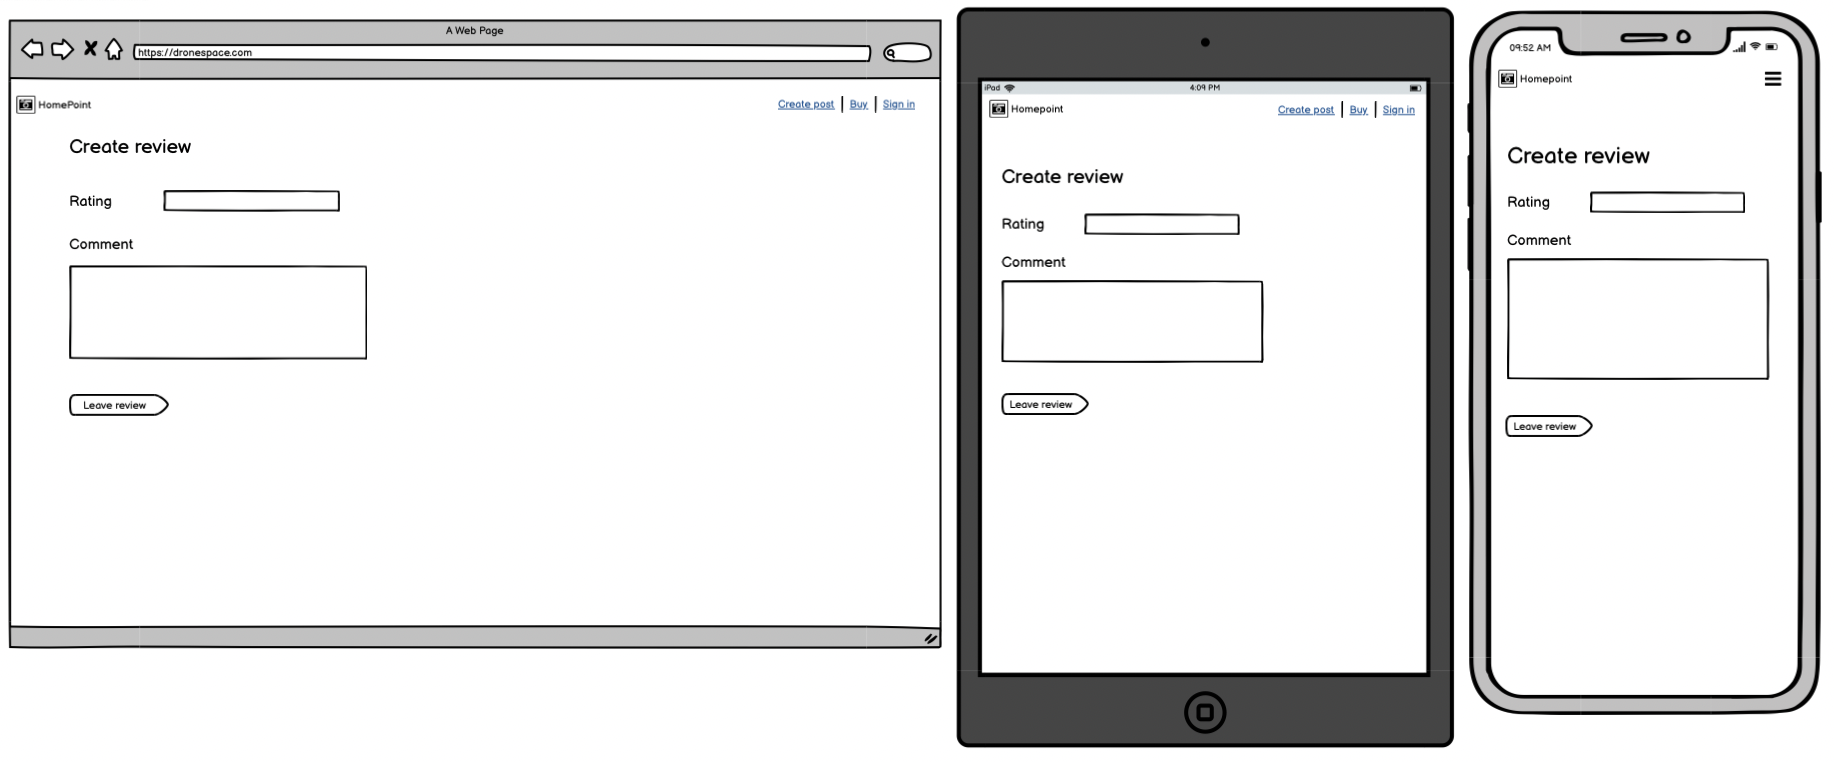 A Web Page
https://dronespace.com
HomePoint
Create post
Buy
Sign in
Create review
Rating
Comment
Leave review
iPad
4:09 PM
Homepoint
Create post
Buy
Sign in
Create review
Rating
Comment
Leave review
09:52 AM
Homepoint
Create review
Rating
Comment
Leave review